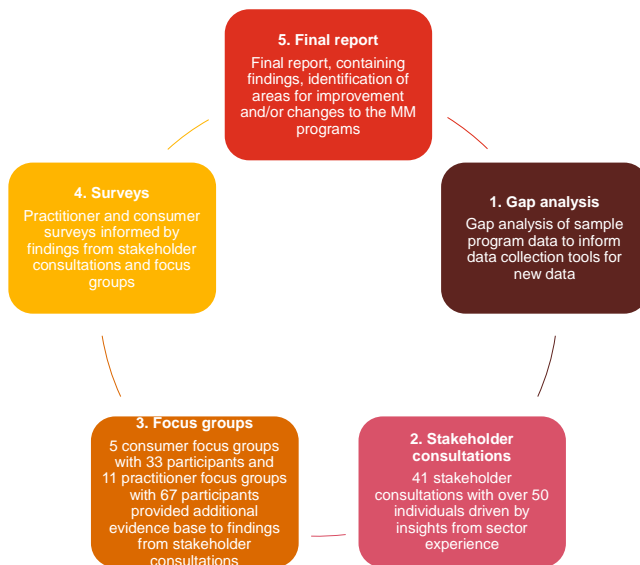 5. Final report
Final report, containing
findings, identification of
areas for improvement
and/or changes to the MM
programs
4. Surveys
Practitioner and consumer
surveys informed by
findings from stakeholder
consultations and focus
groups
1. Gap analysis
Gap analysis of sample
program data to inform
data collection tools for
new data
3. Focus groups
5 consumer focus groups
with 33 participants and
11 practitioner focus groups
with 67 participants
provided additional
evidence base to findings
from stakeholder
consultations
2. Stakeholder
consultations
41 stakeholder
consultations with over 50
individuals driven by
insights from sector
experience